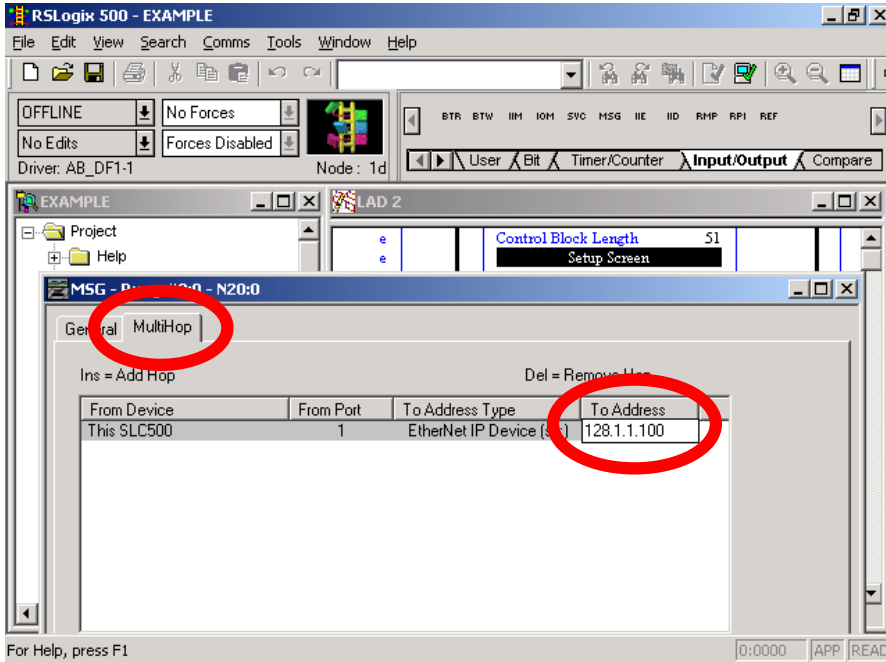 RSLogix 500 - EXAMPLE
File Edit View Search Comms Tools Window Help
OFFLINE No Forces
No Edits Forces Disabled
Driver: AB_DF1-1 Node : 1d
BTR BTW IIM IOM SVC MSG IIE IID RMP RPI REF
User Bit Timer/Counter Input/Output Compare
EXAMPLE
LAD 2
Project
Help
e Control Block Length 51
e Setup Screen
MSG - N20:0
General MultiHop
Ins = Add Hop Del = Remove Hop
From Device From Port To Address Type To Address
This SLC500 1 EtherNet IP Device 128.1.1.100
For Help, press F1
0:0000 APP READ